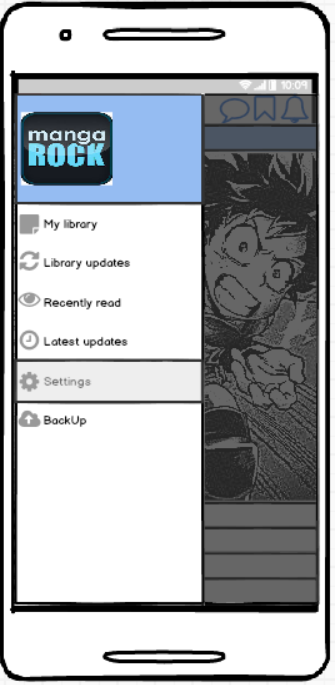 10:09
manga
ROCK
My library
Library updates
Recently read
Latest updates
Settings
BackUp